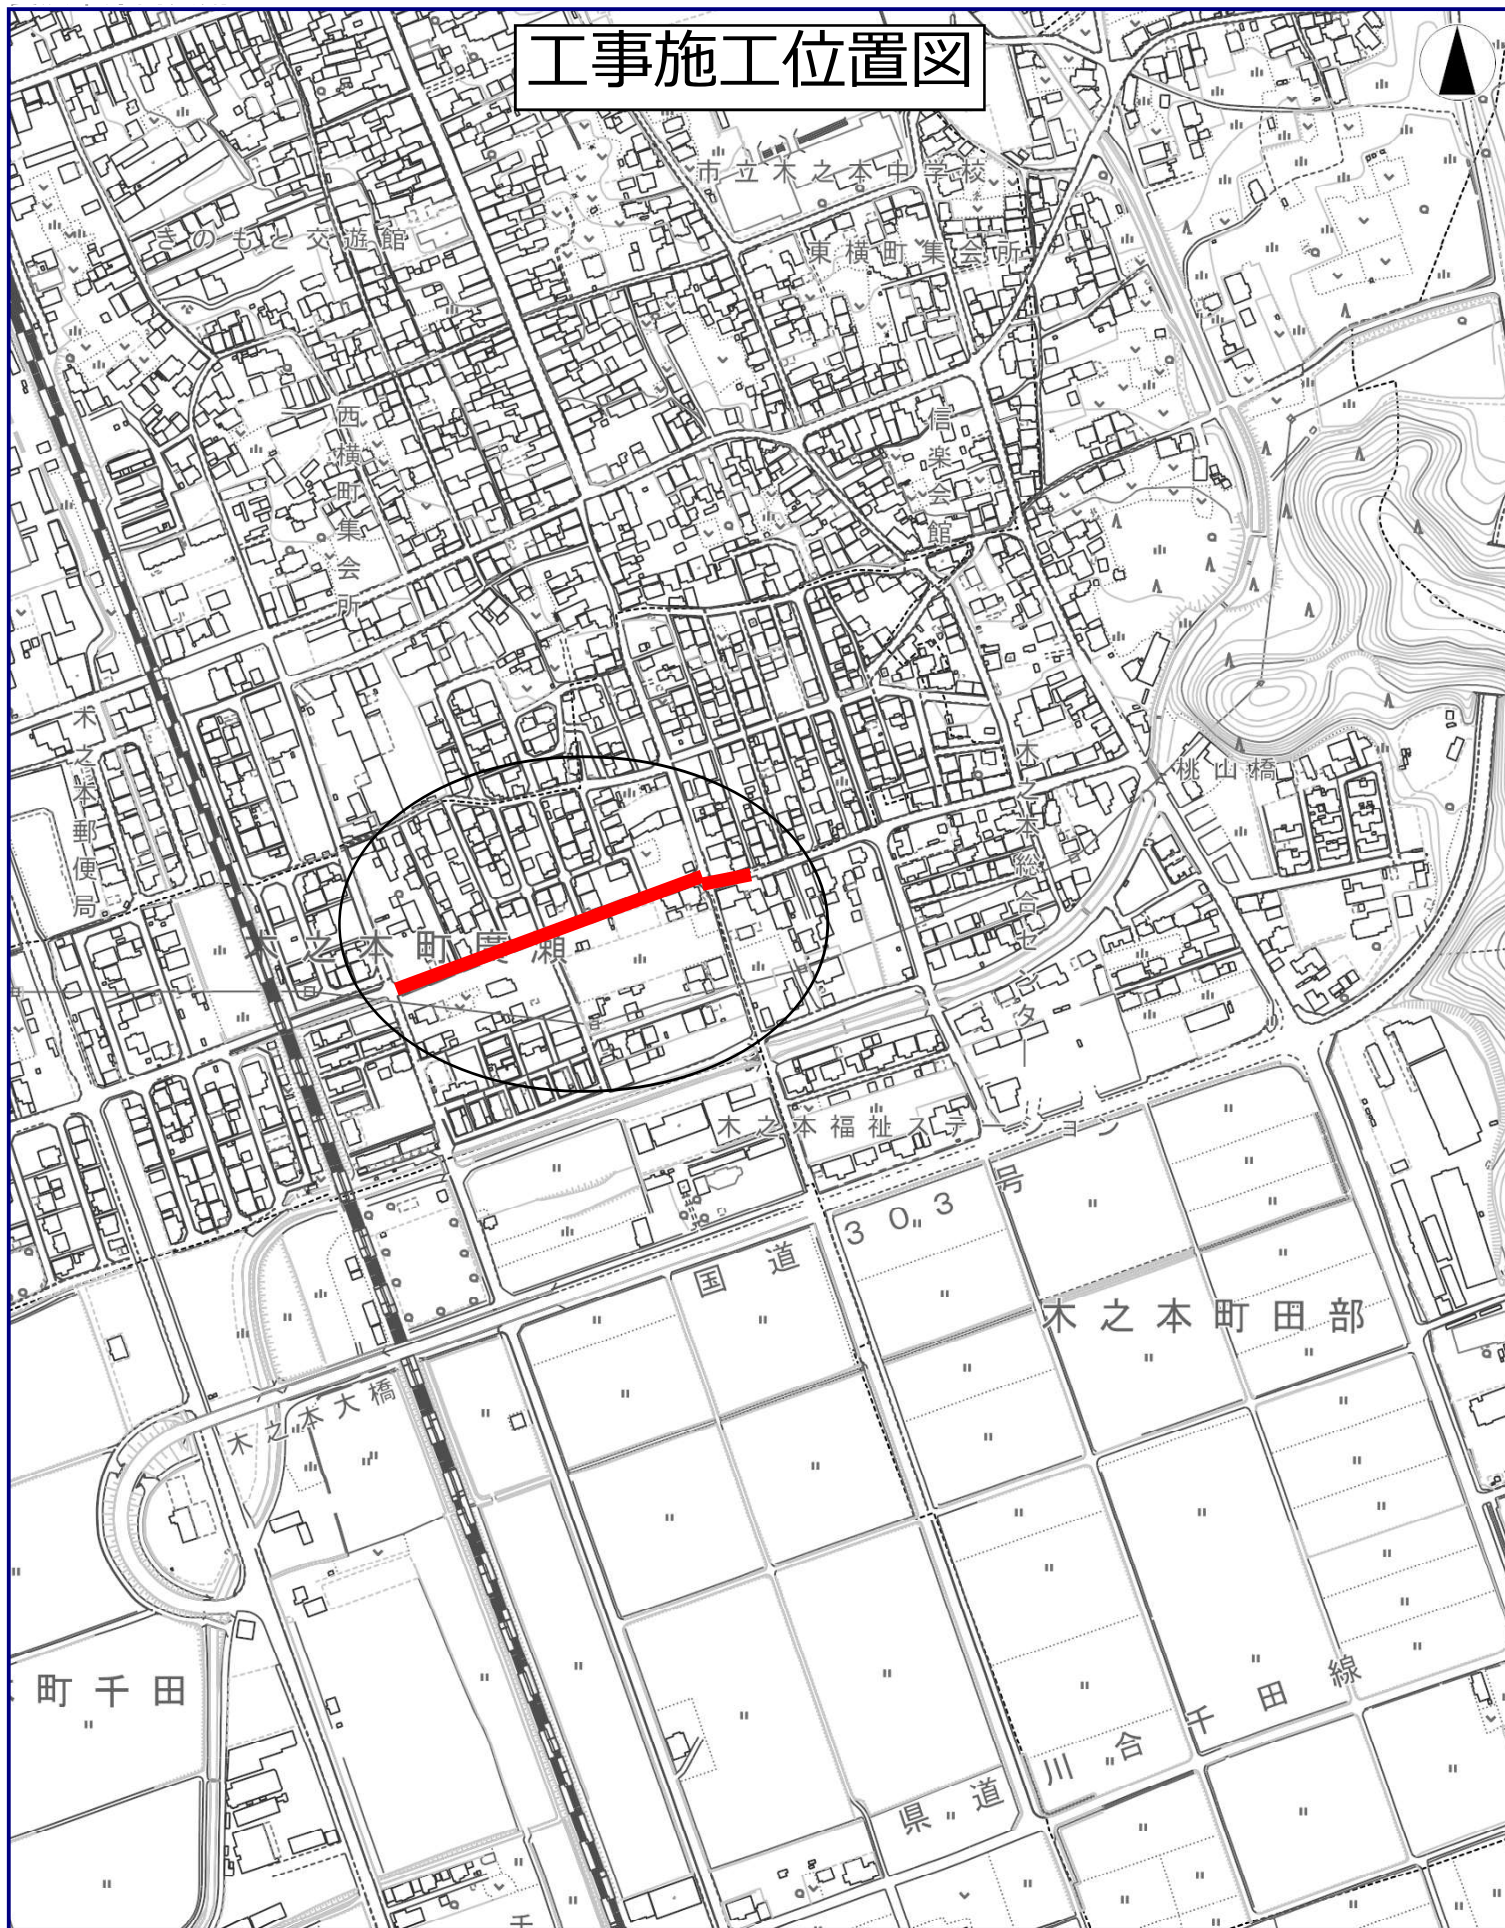 工事施工位置図
市立木之本中学校
きのもと交遊館
東横町集会所
西横町集会所
信楽会館
木之本郵便局
木之本総合センター
桃山橋
木之本町廣瀬
木之本福祉ステーション
国道303号
木之本町田部
木之本大橋
町千田
県道川合千田線
千